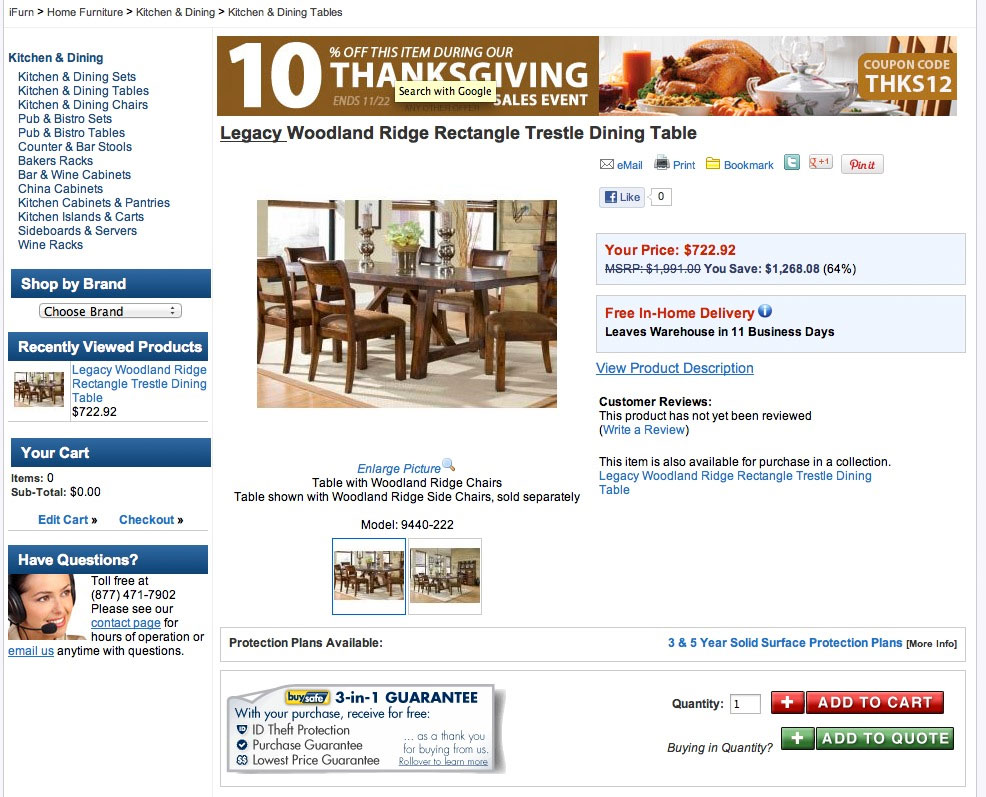 iFurn > Home Furniture > Kitchen & Dining > Kitchen & Dining Tables
Kitchen & Dining
Kitchen & Dining Sets
Kitchen & Dining Tables
Kitchen & Dining Chairs
Pub & Bistro Sets
Pub & Bistro Tables
Counter & Bar Stools
Bakers Racks
Bar & Wine Cabinets
China Cabinets
Kitchen Cabinets & Pantries
Kitchen Islands & Carts
Sideboards & Servers
Wine Racks
Shop by Brand
Choose Brand
Recently Viewed Products
Legacy Woodland Ridge
Rectangle Trestle Dining
Table
$722.92
Your Cart
Items: 0
Sub-Total: $0.00
Edit Cart » Checkout »
Have Questions?
Toll free at
(877) 471-7902
Please see our
contact page for
hours of operation or
email us anytime with questions.
10 % OFF THIS ITEM DURING OUR
THANKSGIVING
ENDS 11/22 SALES EVENT
Search with Google
COUPON CODE
THKS12
Legacy Woodland Ridge Rectangle Trestle Dining Table
eMail Print Bookmark t g +1 Pin it
f Like 0
Your Price: $722.92
MSRP: $1,991.00 You Save: $1,268.08 (64%)
Free In-Home Delivery i
Leaves Warehouse in 11 Business Days
View Product Description
Customer Reviews:
This product has not yet been reviewed
(Write a Review)
This item is also available for purchase in a collection.
Legacy Woodland Ridge Rectangle Trestle Dining
Table
Enlarge Picture
Table with Woodland Ridge Chairs
Table shown with Woodland Ridge Side Chairs, sold separately
Model: 9440-222
Protection Plans Available: 3 & 5 Year Solid Surface Protection Plans [More Info]
buySAFE 3-in-1 GUARANTEE
With your purchase, receive for free:
ID Theft Protection
Purchase Guarantee
Lowest Price Guarantee
... as a thank you
for buying from us.
Rollover to learn more
Quantity: 1 + ADD TO CART
Buying in Quantity? + ADD TO QUOTE